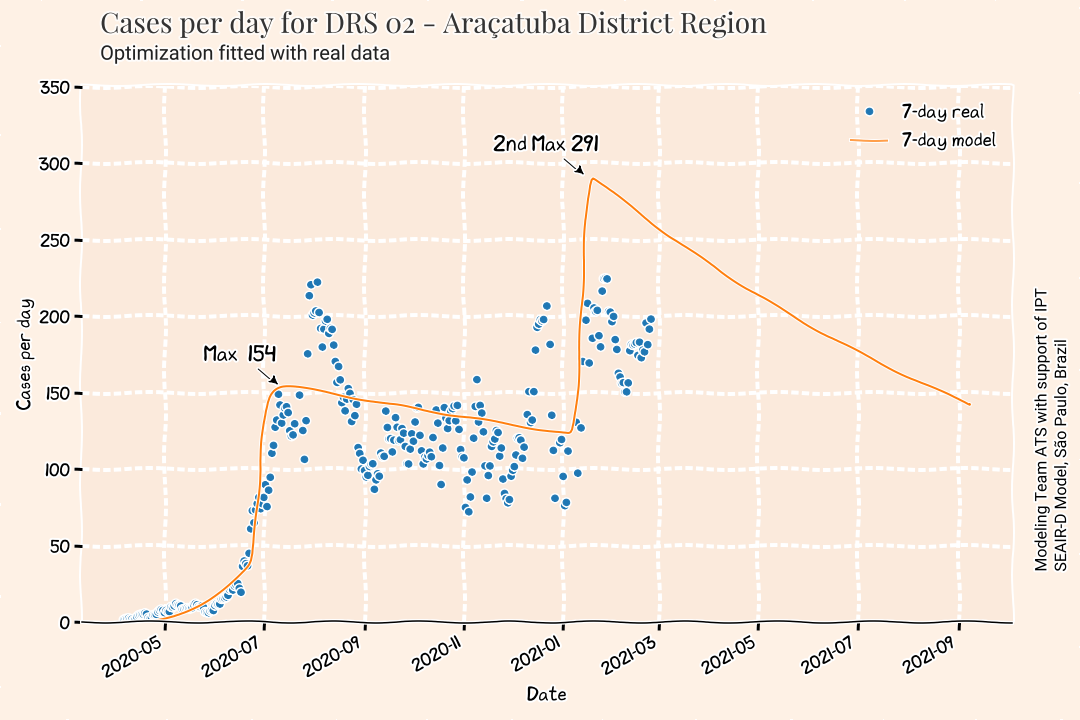 Cases per day for DRS 02 - Araçatuba District Region
Optimization fitted with real data
350
300
250
200
150
100
50
0
Cases per day
7-day real
7-day model
2nd Max 291
Max 154
2020-05
2020-07
2020-09
2020-11
2021-01
2021-03
2021-05
2021-07
2021-09
Date
Modeling Team ATS with support of IPT
SEAIR-D Model, São Paulo, Brazil